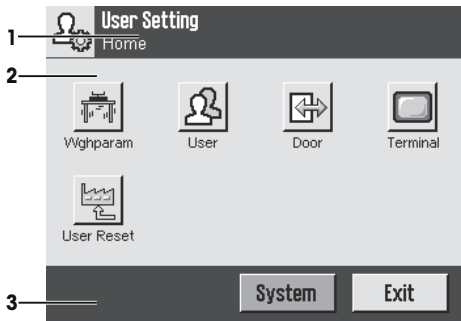 User Setting
1
Home
2
Wghparam
User
Door
Terminal
User Reset
3
System
Exit